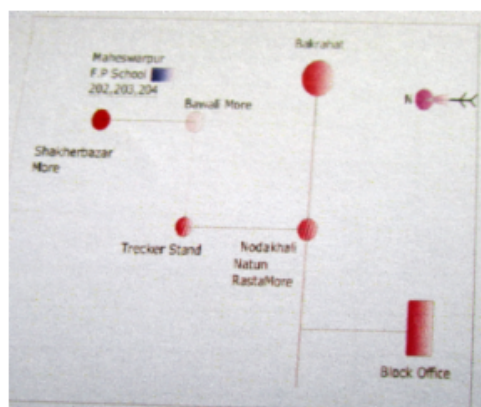 Bakrahat
Maheswarpur
F.P School
202,203,204
Bawali More
N
Shakherbazar
More
Trecker Stand
Nodakhali
Natun
RastaMore
Block Office